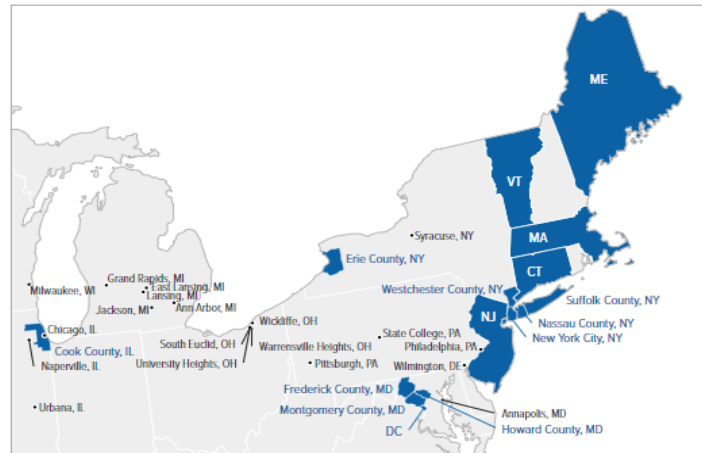 ME
VT
Syracuse, NY
MA
Erie County, NY
CT
Grand Rapids, MI
East Lansing, MI
Milwaukee, WI
Lansing, MI
Westchester County, NY
Suffolk County, NY
Jackson, MI
Ann Arbor, MI
NJ
Nassau County, NY
Wickliffe, OH
New York City, NY
Chicago, IL
State College, PA
South Euclid, OH
Warrensville Heights, OH
Philadelphia, PA
Cook County, IL
University Heights, OH
Pittsburgh, PA
Wilmington, DE
Naperville, IL
Frederick County, MD
Urbana, IL
Montgomery County, MD
Annapolis, MD
Howard County, MD
DC